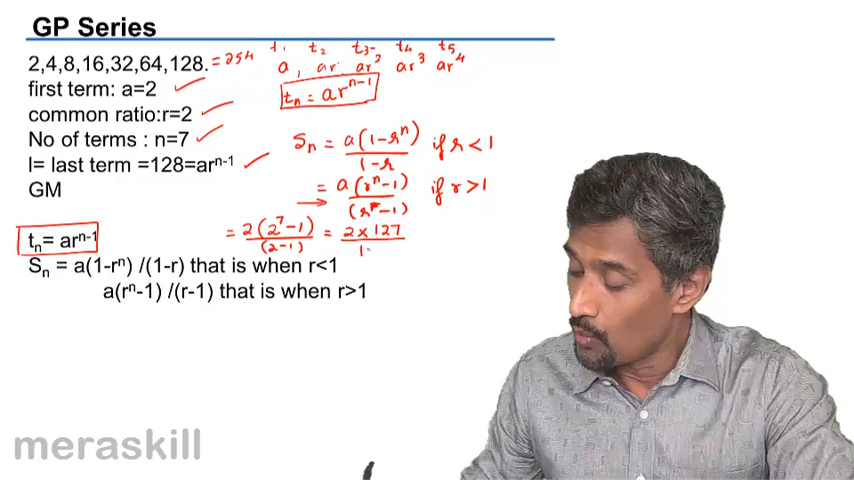 GP Series
t₁ t₂ t₃ t₄ t₅
2,4,8,16,32,64,128. = 254 a, ar, ar² ar³ ar⁴
first term: a=2
tₙ = arⁿ⁻¹
common ratio:r=2
No of terms : n=7
Sₙ = a(1-rⁿ)/1-r if r<1
l= last term =128=arⁿ⁻¹
GM
= a(rⁿ-1)/(r-1) if r>1
= 2(2⁷-1)/(2-1) = 2×127/1
tₙ= arⁿ⁻¹
Sₙ = a(1-rⁿ) /(1-r) that is when r<1
a(rⁿ-1) /(r-1) that is when r>1
meraskill